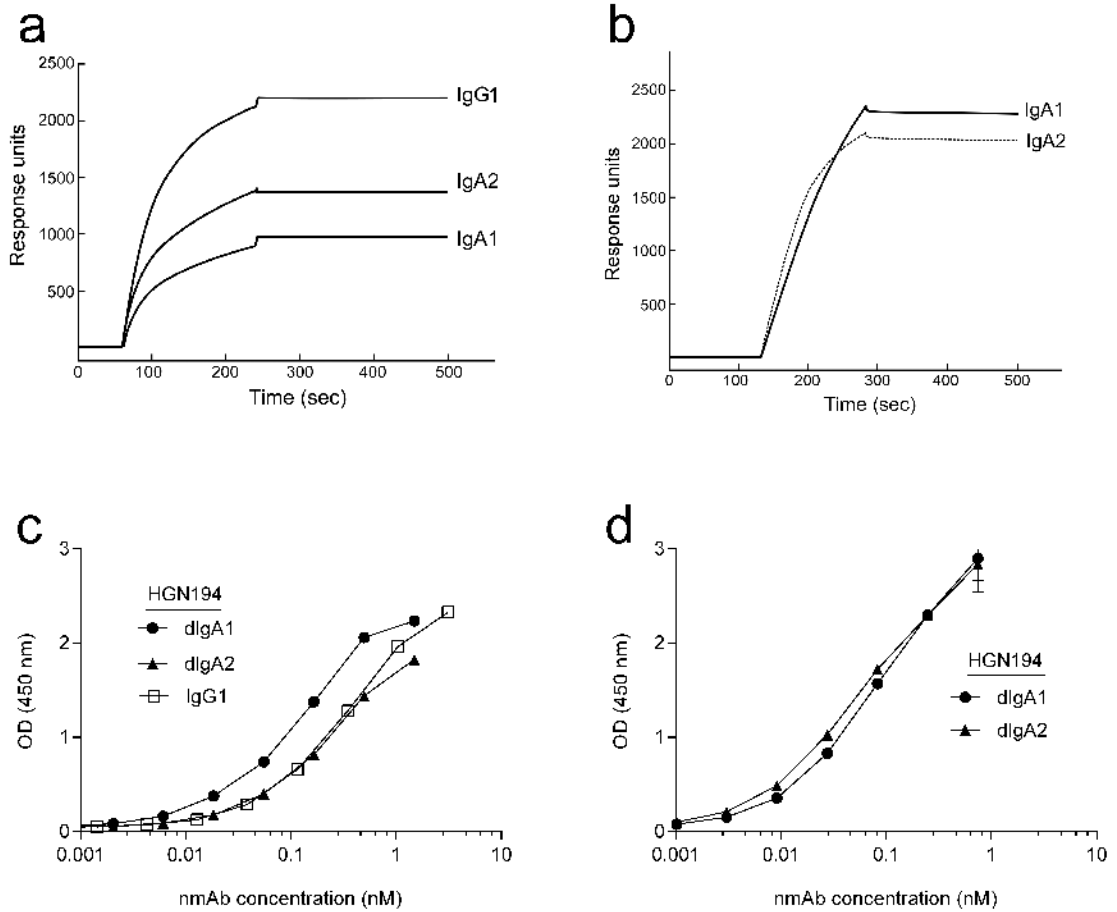 a
Response units
2500
2000
1500
1000
500
0 100 200 300 400 500
Time (sec)
IgG1
IgA2
IgA1
b
Response units
2500
2000
1500
1000
500
0 100 200 300 400 500
Time (sec)
IgA1
IgA2
c
OD (450 nm)
3
2
1
0
0.001 0.01 0.1 1 10
nmAb concentration (nM)
HGN194
dIgA1
dIgA2
IgG1
d
OD (450 nm)
3
2
1
0
0.001 0.01 0.1 1 10
nmAb concentration (nM)
HGN194
dIgA1
dIgA2